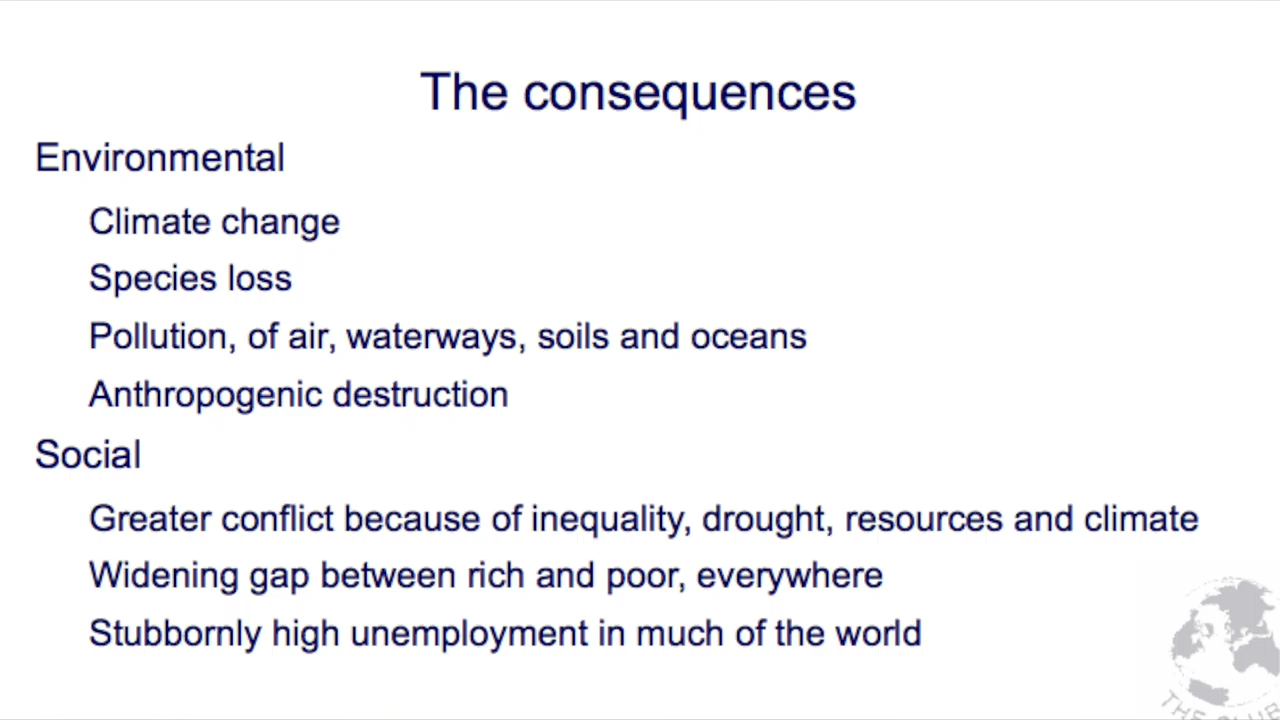 The consequences
Environmental
Climate change
Species loss
Pollution, of air, waterways, soils and oceans
Anthropogenic destruction
Social
Greater conflict because of inequality, drought, resources and climate
Widening gap between rich and poor, everywhere
Stubbornly high unemployment in much of the world
THE CLUB